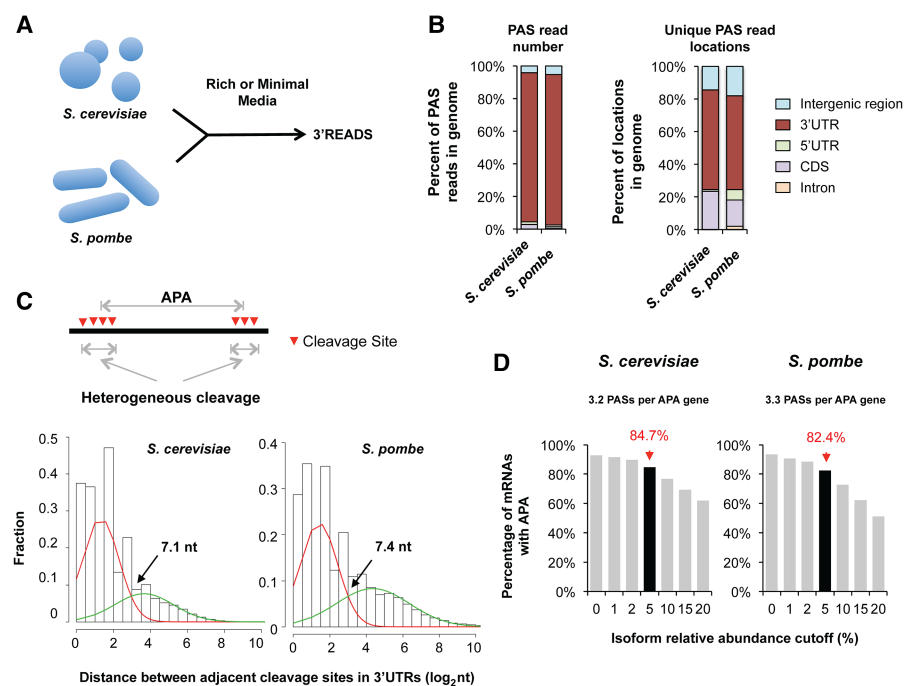 A
S. cerevisiae
S. pombe
Rich or Minimal
Media
3'READS
B
PAS read
number
Unique PAS read
locations
Percent of PAS
reads in genome
100%
80%
60%
40%
20%
0%
S. cerevisiae
S. pombe
Percent of locations
in genome
100%
80%
60%
40%
20%
0%
S. cerevisiae
S. pombe
Intergenic region
3'UTR
5'UTR
CDS
Intron
C
APA
Cleavage Site
Heterogeneous cleavage
S. cerevisiae
Fraction
0.5
0.4
0.3
0.2
0.1
0
7.1 nt
0 2 4 6 8 10
S. pombe
0.4
0.3
0.2
0.1
0
7.4 nt
0 2 4 6 8 10
Distance between adjacent cleavage sites in 3'UTRs (log2nt)
D
S. cerevisiae
3.2 PASs per APA gene
84.7%
Percentage of mRNAs
with APA
100%
80%
60%
40%
20%
0%
0 1 2 5 10 15 20
S. pombe
3.3 PASs per APA gene
82.4%
100%
80%
60%
40%
20%
0%
0 1 2 5 10 15 20
Isoform relative abundance cutoff (%)